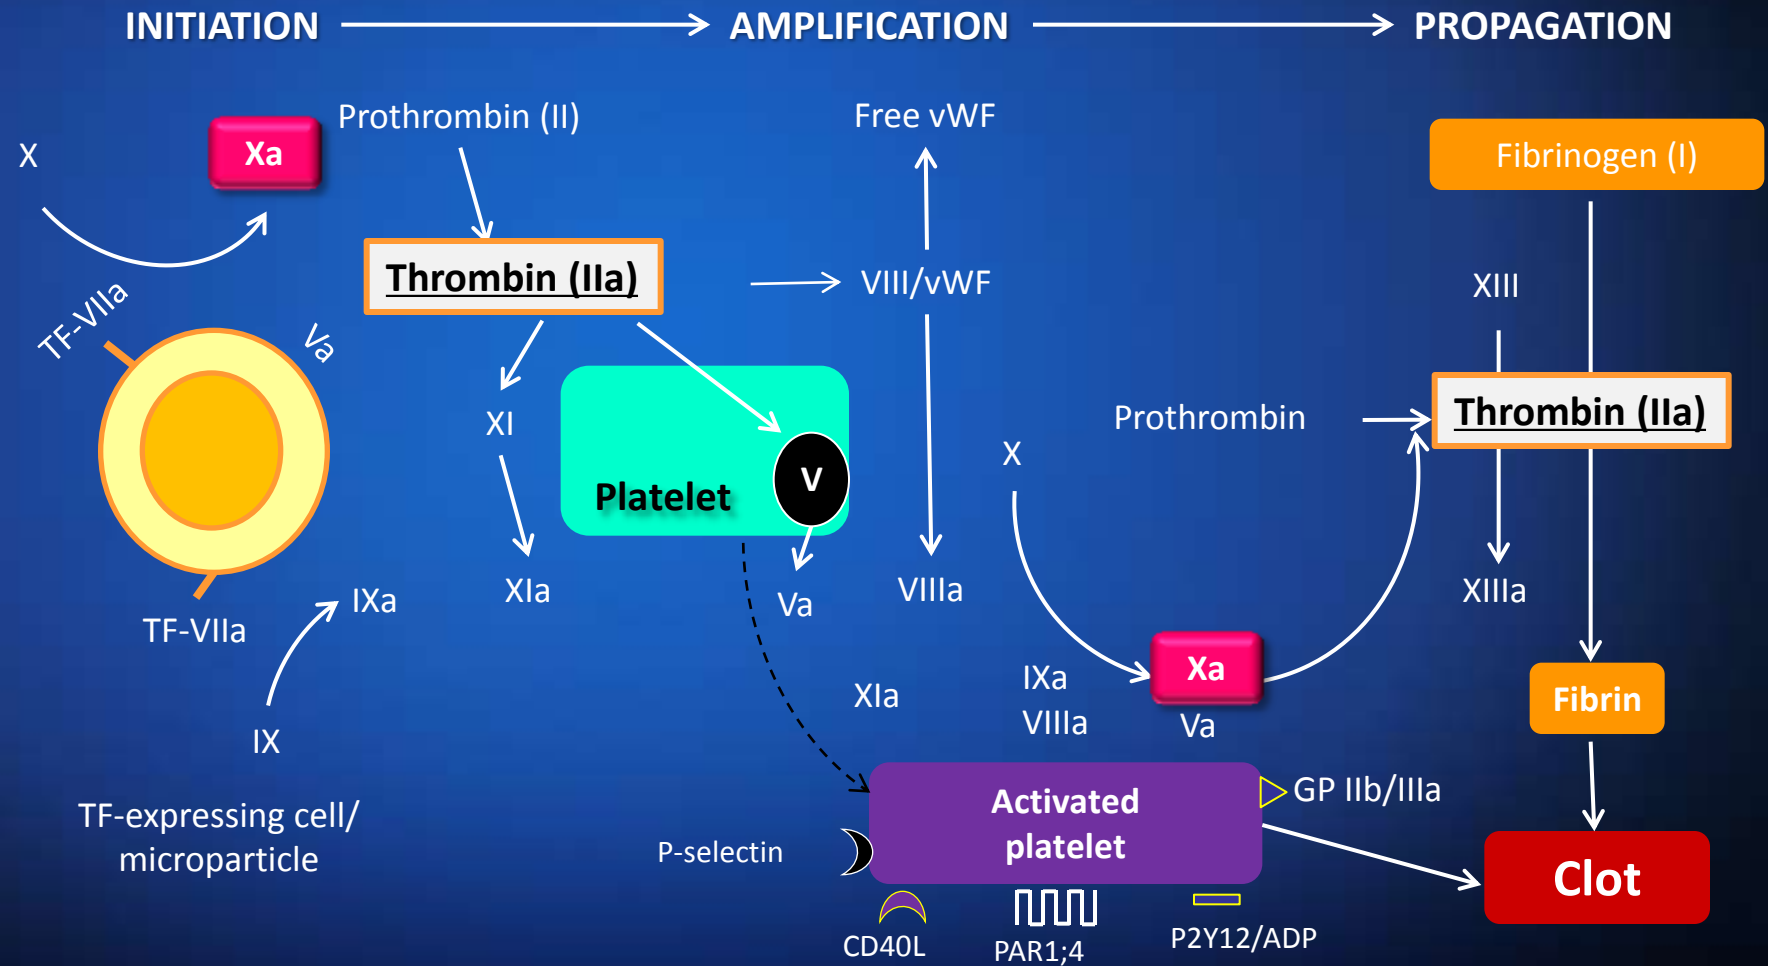 INITIATION
AMPLIFICATION
PROPAGATION
X
Xa
Prothrombin (II)
Free vWF
Fibrinogen (I)
Thrombin (IIa)
VIII/vWF
XIII
TF-VIIa
Va
XI
Platelet
V
Prothrombin
Thrombin (IIa)
X
XIa
Va
VIIIa
XIIIa
IXa
TF-VIIa
IX
XIa
IXa
VIIIa
Xa
Va
Fibrin
TF-expressing cell/
microparticle
P-selectin
Activated
platelet
GP IIb/IIIa
Clot
CD40L
PAR1;4
P2Y12/ADP